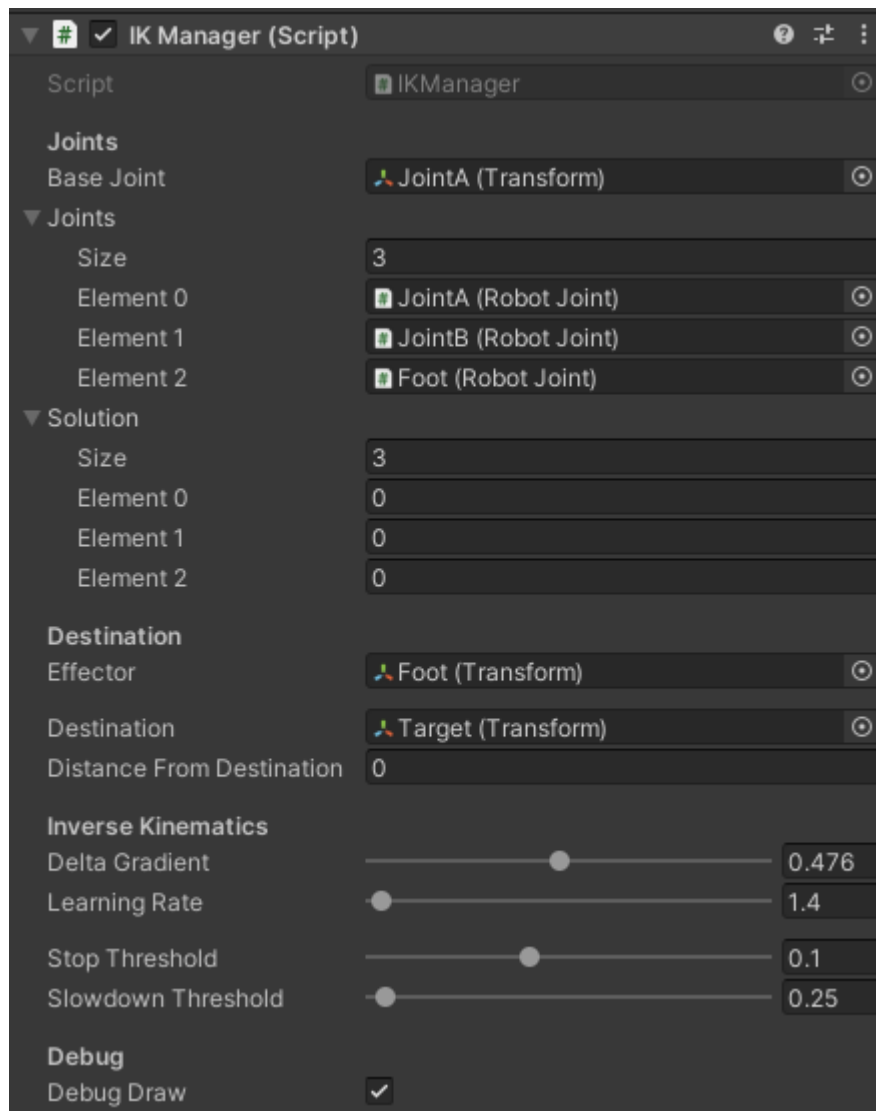 IK Manager (Script)
Script IKManager
Joints
Base Joint JointA (Transform)
Joints
Size 3
Element 0 JointA (Robot Joint)
Element 1 JointB (Robot Joint)
Element 2 Foot (Robot Joint)
Solution
Size 3
Element 0 0
Element 1 0
Element 2 0
Destination
Effector Foot (Transform)
Destination Target (Transform)
Distance From Destination 0
Inverse Kinematics
Delta Gradient 0.476
Learning Rate 1.4
Stop Threshold 0.1
Slowdown Threshold 0.25
Debug
Debug Draw